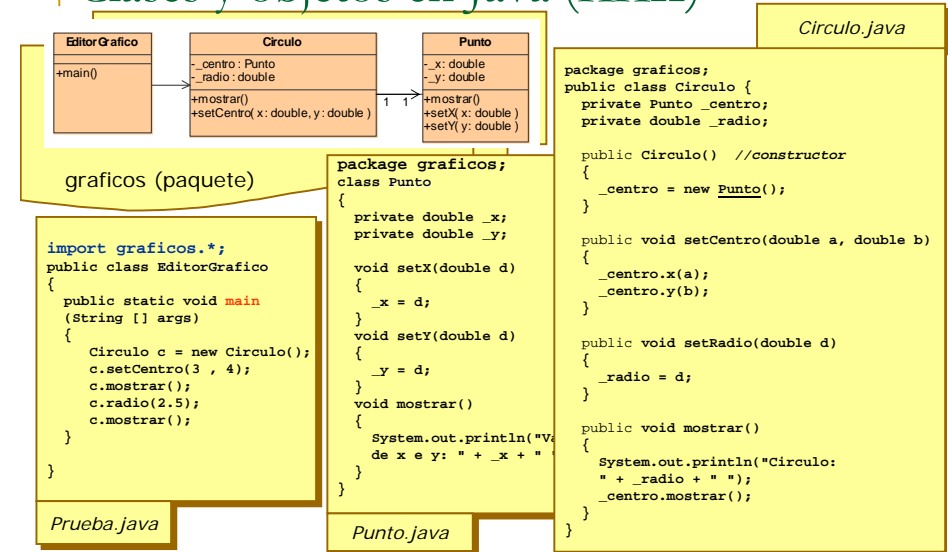 Clases y objetos en Java (XXII)
EditorGrafico
+main()
Circulo
-_centro : Punto
-_radio : double
+mostrar()
+setCentro( x : double, y : double )
1 1
Punto
-_x : double
-_y : double
+mostrar()
+setX( x : double )
+setY( y : double )
graficos (paquete)
import graficos.*;
public class EditorGrafico
{
public static void main
(String [] args)
{
Circulo c = new Circulo();
c.setCentro(3 , 4);
c.mostrar();
c.radio(2.5);
c.mostrar();
}
}
Prueba.java
package graficos;
class Punto
{
private double _x;
private double _y;
void setX(double d)
{
_x = d;
}
void setY(double d)
{
_y = d;
}
void mostrar()
{
System.out.println("Va
de x e y: " + _x + " "
}
}
Punto.java
Circulo.java
package graficos;
public class Circulo {
private Punto _centro;
private double _radio;
public Circulo() //constructor
{
_centro = new Punto();
}
public void setCentro(double a, double b)
{
_centro.x(a);
_centro.y(b);
}
public void setRadio(double d)
{
_radio = d;
}
public void mostrar()
{
System.out.println("Circulo:
" + _radio + " ");
_centro.mostrar();
}
}